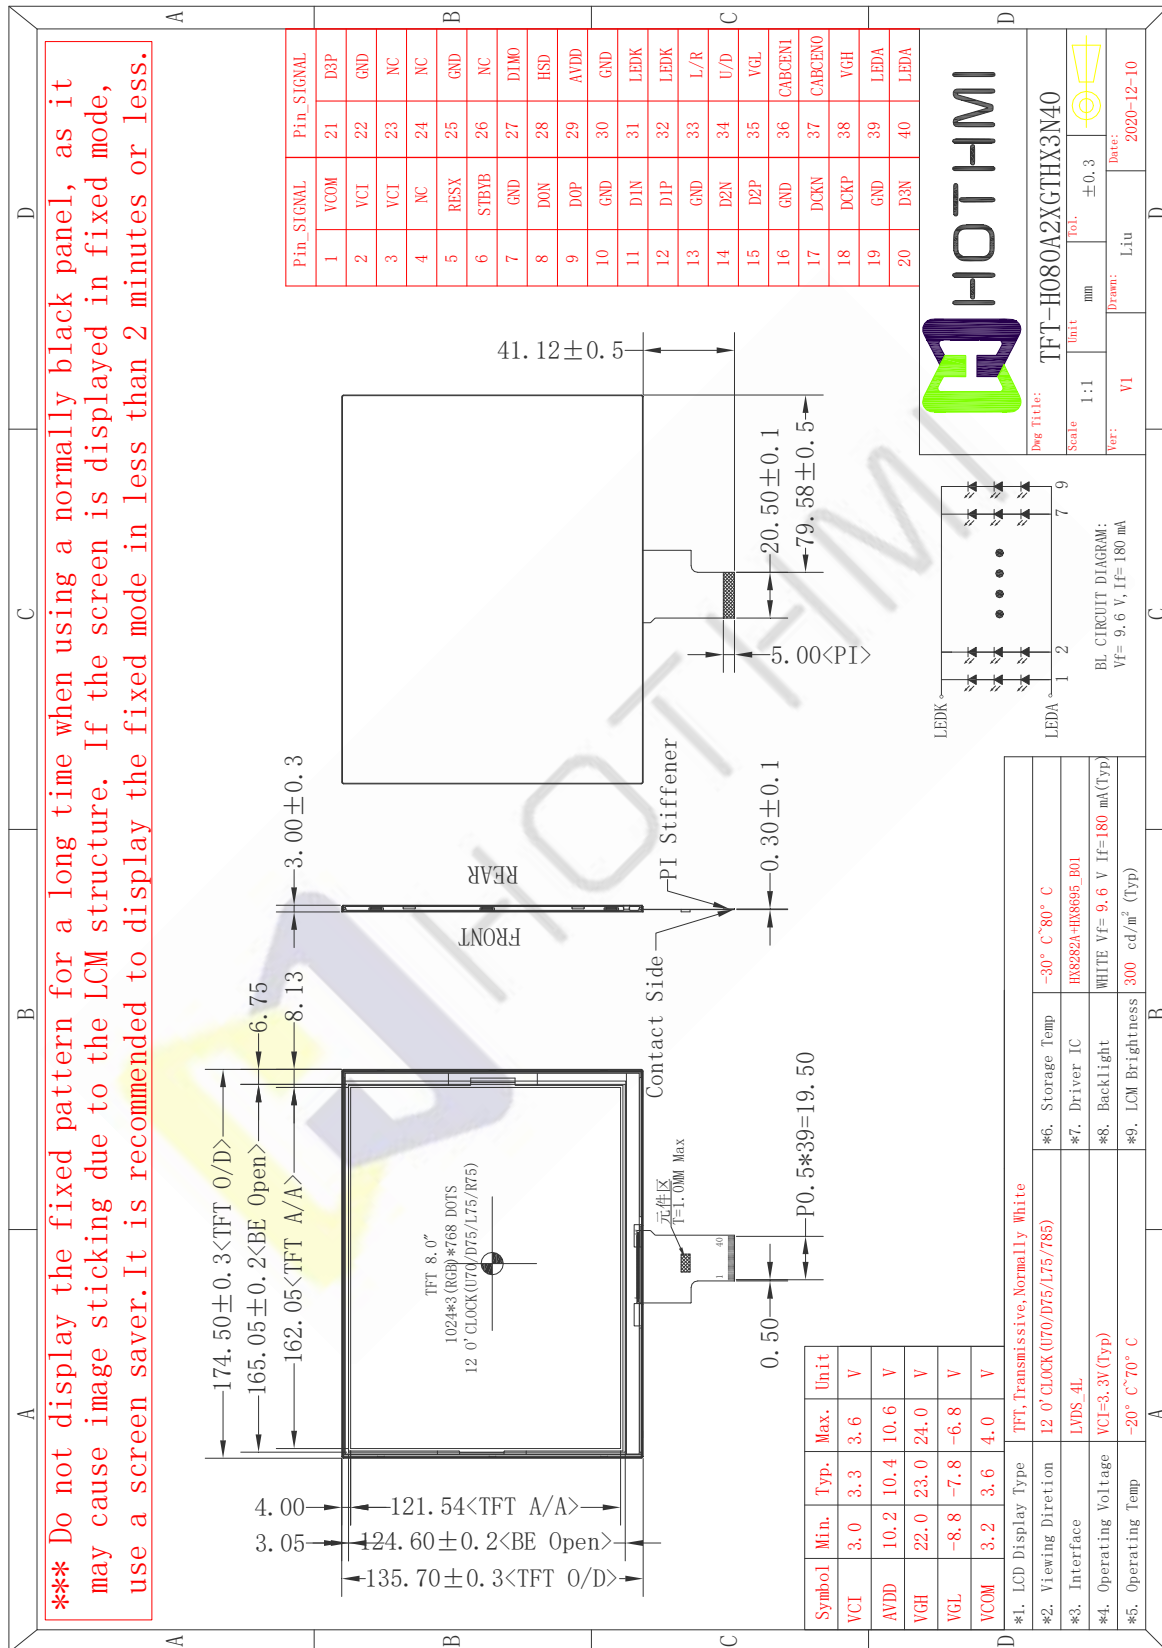 *** Do not display the fixed pattern for a long time when using a normally black panel, as it
may cause image sticking due to the LCM structure. If the screen is displayed in fixed mode,
use a screen saver.It is recommended to display the fixed mode in less than 2 minutes or less.
A
B
C
D
A
B
C
D
A
B
C
D
A
B
C
D
174.50±0.3<TFT O/D>
165.05±0.2<BE Open>
162.05<TFT A/A>
6.75
8.13
4.00
3.05
121.54<TFT A/A>
124.60±0.2<BE Open>
135.70±0.3<TFT O/D>
TFT 8.0"
1024*3(RGB)*768 DOTS
12 O'CLOCK(U70/D75/L75/R75)
元件区
T=1.0MM Max
1 40
0.50
P0.5*39=19.50
3.00±0.3
FRONT
REAR
Contact Side
PI Stiffener
0.30±0.1
41.12±0.5
5.00<PI>
20.50±0.1
79.58±0.5
Pin_SIGNAL Pin_SIGNAL
1 VCOM 21 D3P
2 VCI 22 GND
3 VCI 23 NC
4 NC 24 NC
5 RESX 25 GND
6 STBYB 26 NC
7 GND 27 DIMO
8 D0N 28 HSD
9 D0P 29 AVDD
10 GND 30 GND
11 D1N 31 LEDK
12 D1P 32 LEDK
13 GND 33 L/R
14 D2N 34 U/D
15 D2P 35 VGL
16 GND 36 CABCEN1
17 DCKN 37 CABCEN0
18 DCKP 38 VGH
19 GND 39 LEDA
20 D3N 40 LEDA
Symbol Min. Typ. Max. Unit
VCI 3.0 3.3 3.6 V
AVDD 10.2 10.4 10.6 V
VGH 22.0 23.0 24.0 V
VGL -8.8 -7.8 -6.8 V
VCOM 3.2 3.6 4.0 V
*1. LCD Display Type TFT,Transmissive,Normally White
*2. Viewing Diretion 12 O'CLOCK(U70/D75/L75/785) *6. Storage Temp -30° C~80° C
*3. Interface LVDS_4L *7. Driver IC HX8282A+HX8695_B01
*4. Operating Voltage VCI=3.3V(Typ) *8. Backlight WHITE Vf= 9.6 V If=180 mA(Typ)
*5. Operating Temp -20° C~70° C *9. LCM Brightness 300 cd/m² (Typ)
LEDK
LEDA
1 2 7 9
BL CIRCUIT DIAGRAM:
Vf= 9.6 V, If= 180 mA
HOTHMI
Dwg Title:
TFT-H080A2XGTHX3N40
Scale 1:1 Unit mm Tol. ±0.3
Ver: V1 Drawn: Liu Date: 2020-12-10
HOTHMI